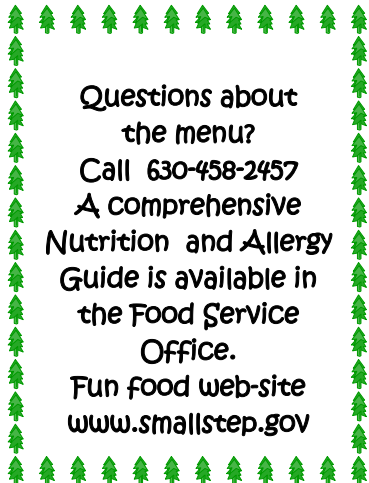 Questions about
the menu?
Call  630-458-2457
A comprehensive
Nutrition  and Allergy
Guide is available in
the Food Service
Office.
Fun food web-site
www.smallstep.gov